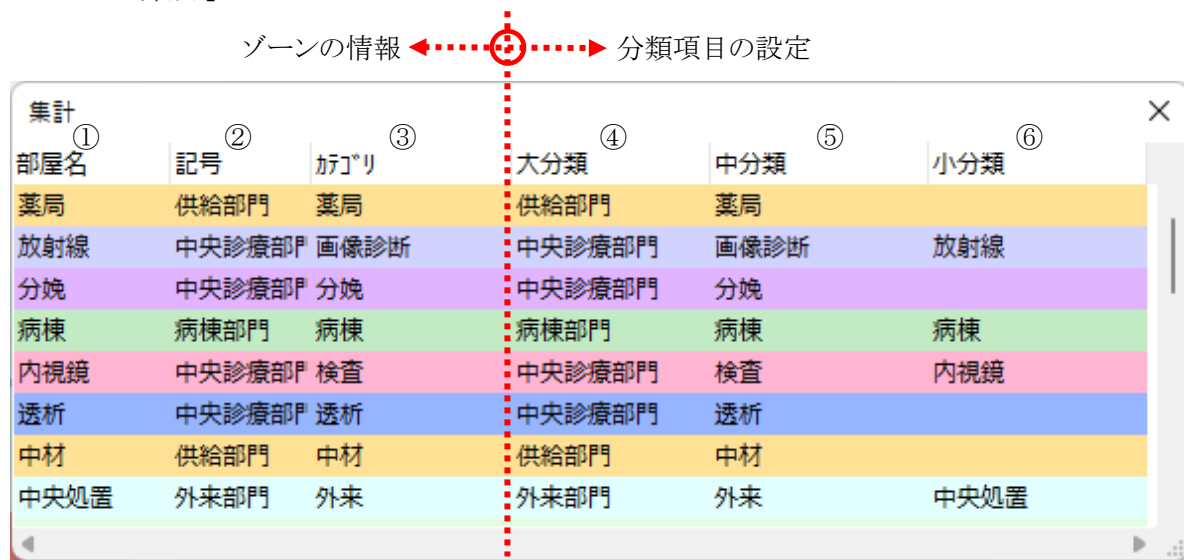 ゾーンの情報 分類項目の設定
集計
① ② ③ ④ ⑤ ⑥
部屋名 記号 ｶﾃｺﾞﾘ 大分類 中分類 小分類
薬局 供給部門 薬局 供給部門 薬局
放射線 中央診療部門 画像診断 中央診療部門 画像診断 放射線
分娩 中央診療部門 分娩 中央診療部門 分娩
病棟 病棟部門 病棟 病棟部門 病棟 病棟
内視鏡 中央診療部門 検査 中央診療部門 検査 内視鏡
透析 中央診療部門 透析 中央診療部門 透析
中材 供給部門 中材 供給部門 中材
中央処置 外来部門 外来 外来部門 外来 中央処置